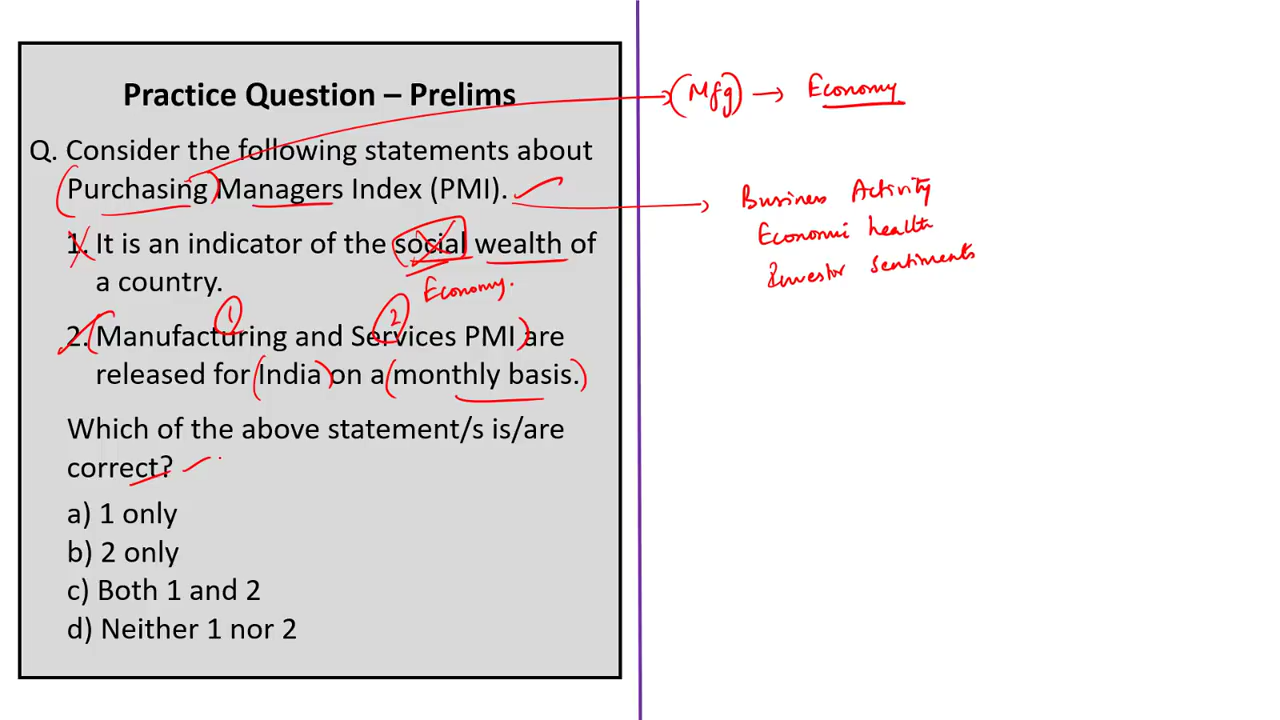 Practice Question – Prelims
Q. Consider the following statements about
Purchasing Managers Index (PMI).
1. It is an indicator of the social wealth of
a country.
Economy.
1 2
2. Manufacturing and Services PMI are
released for India on a monthly basis.
Which of the above statement/s is/are
correct?
a) 1 only
b) 2 only
c) Both 1 and 2
d) Neither 1 nor 2
(Mfg) → Economy
Business Activity
Economic health
Investor sentiments